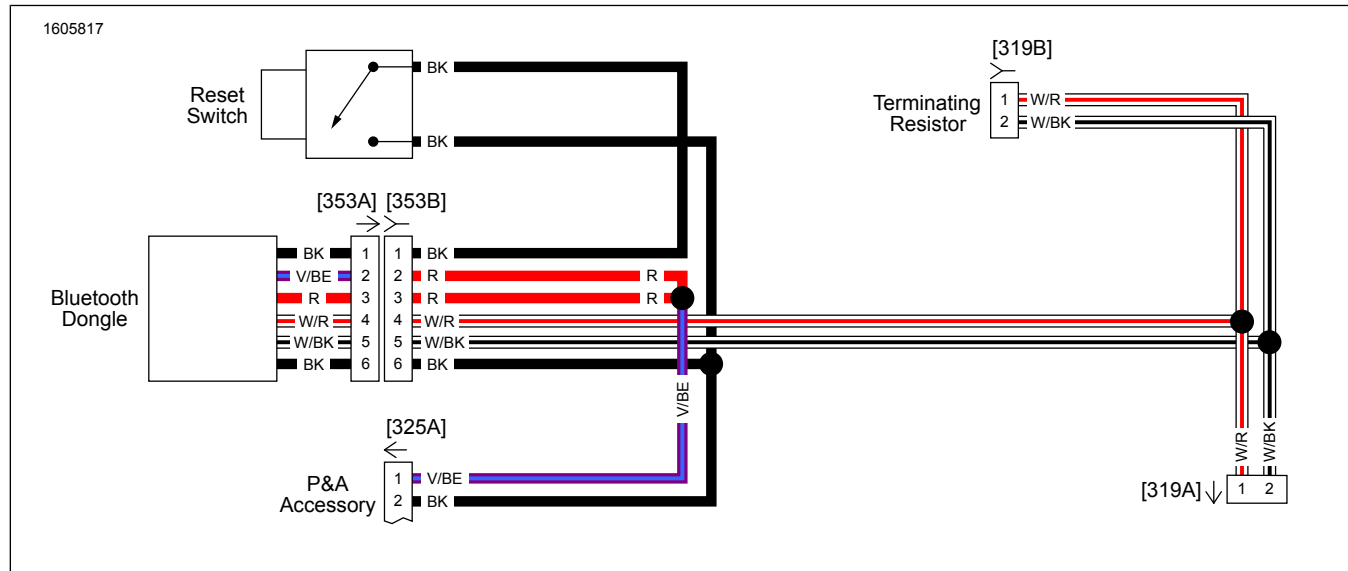 1605817
Reset
Switch
BK
BK
[319B]
Terminating
Resistor
1 W/R
2 W/BK
[353A] [353B]
Bluetooth
Dongle
BK 1 1 BK
V/BE 2 2 R R
R 3 3 R R
W/R 4 4 W/R
W/BK 5 5 W/BK
BK 6 6 BK
V/BE
[325A]
P&A
Accessory
1 V/BE
2 BK
W/R
W/BK
[319A] 1 2